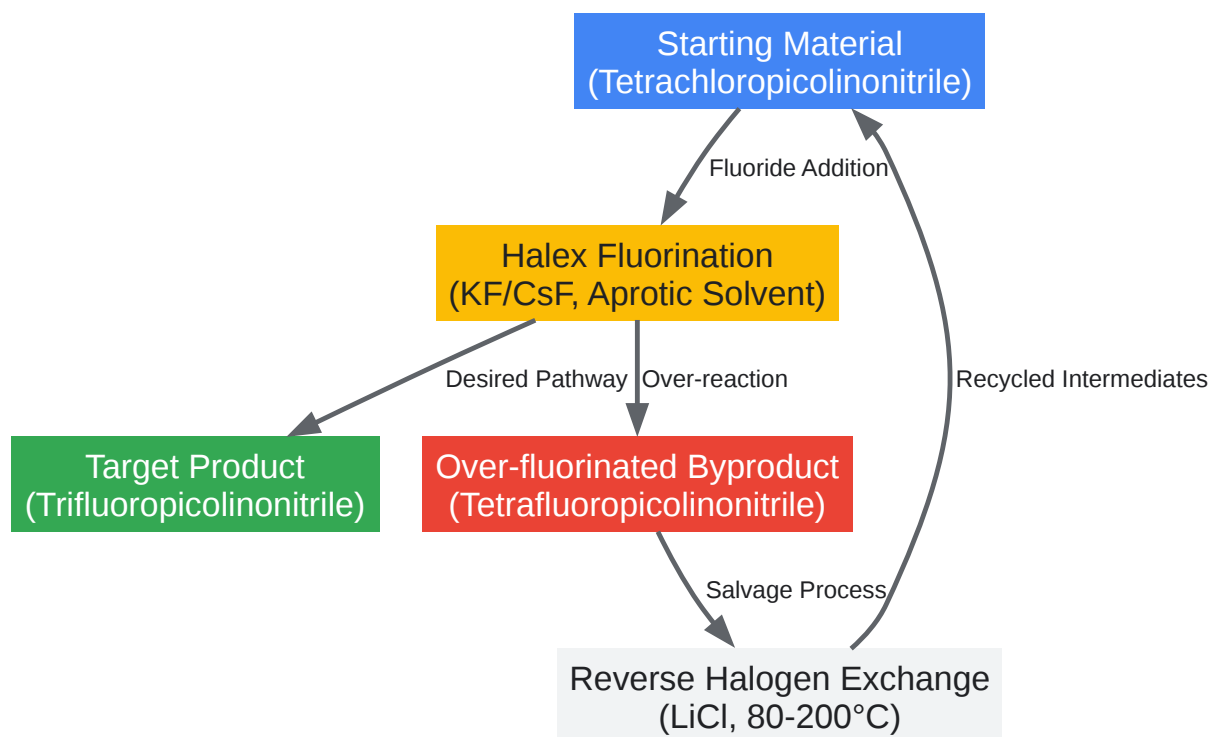 Starting Material
(Tetrachloropicolinonitrile)
Fluoride Addition
Halex Fluorination
(KF/CsF, Aprotic Solvent)
Desired Pathway
Over-reaction
Recycled Intermediates
Target Product
(Trifluoropicolinonitrile)
Over-fluorinated Byproduct
(Tetrafluoropicolinonitrile)
Salvage Process
Reverse Halogen Exchange
(LiCl, 80-200°C)